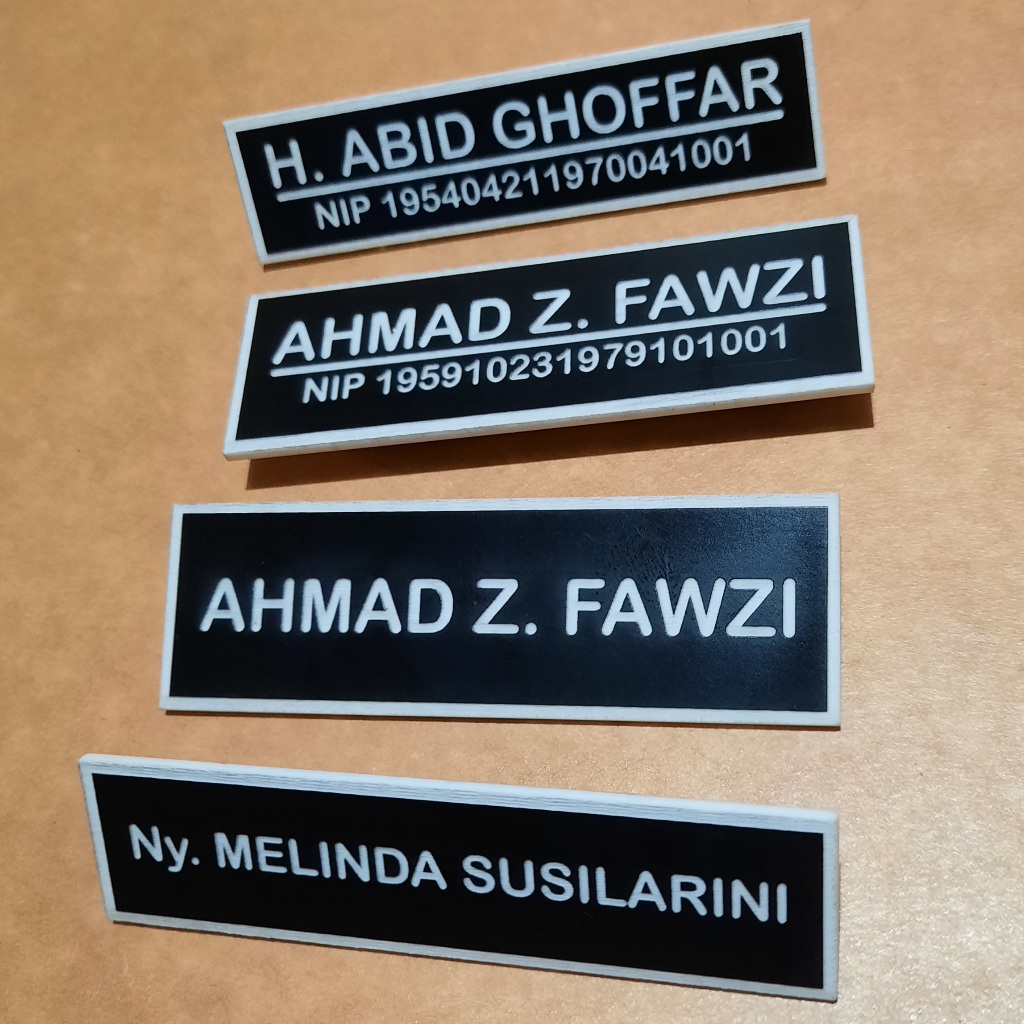 H. ABID GHOFFAR
NIP 195404211970041001
AHMAD Z. FAWZI
NIP 195910231979101001
AHMAD Z. FAWZI
Ny. MELINDA SUSILARINI